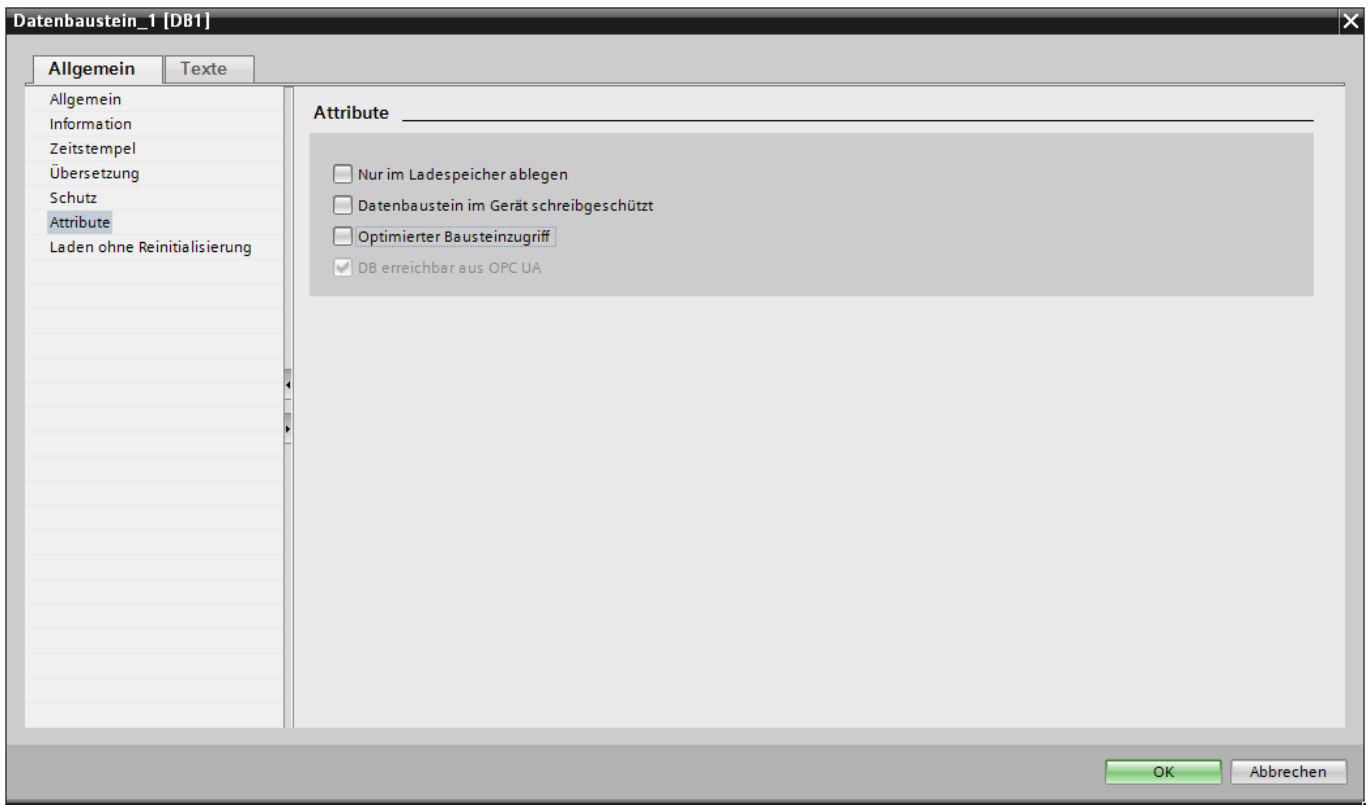 Datenbaustein_1 [DB1]
Allgemein
Texte
Allgemein
Information
Zeitstempel
Übersetzung
Schutz
Attribute
Laden ohne Reinitialisierung
Attribute
Nur im Ladespeicher ablegen
Datenbaustein im Gerät schreibgeschützt
Optimierter Bausteinzugriff
DB erreichbar aus OPC UA
OK
Abbrechen